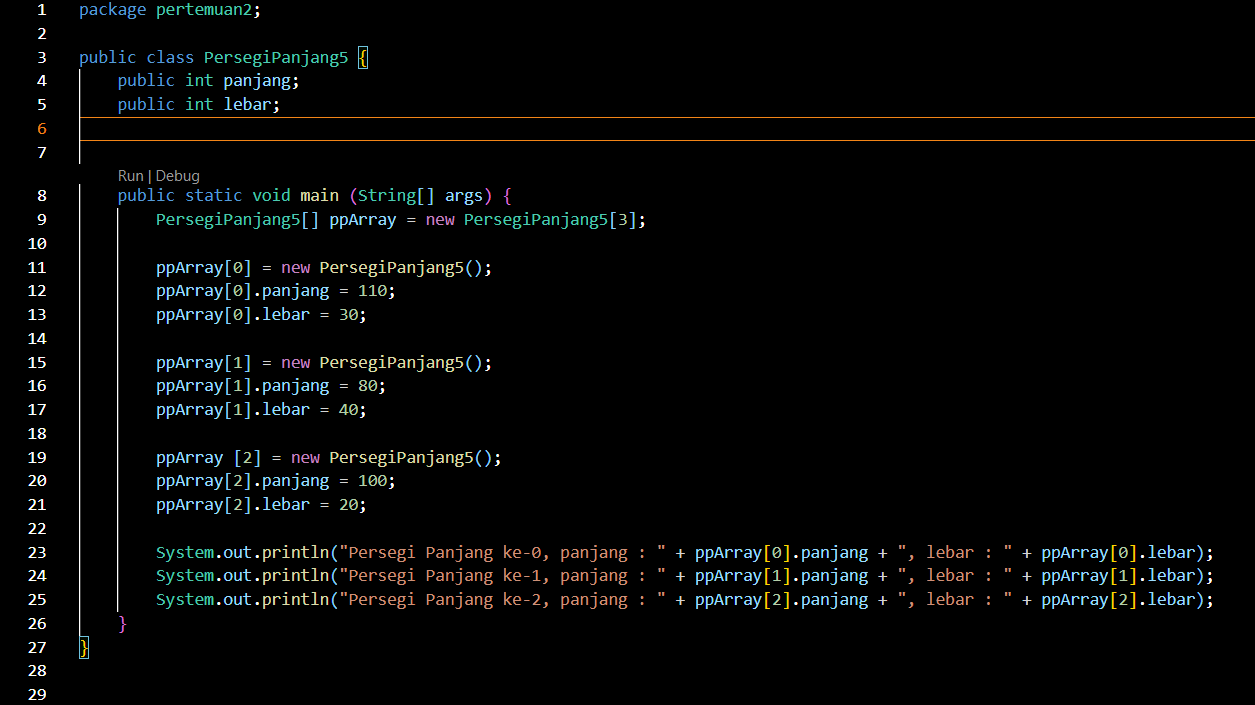 1 package pertemuan2;
2
3 public class PersegiPanjang5 {
4     public int panjang;
5     public int lebar;
6
7
    Run | Debug
8     public static void main (String[] args) {
9         PersegiPanjang5[] ppArray = new PersegiPanjang5[3];
10
11         ppArray[0] = new PersegiPanjang5();
12         ppArray[0].panjang = 110;
13         ppArray[0].lebar = 30;
14
15         ppArray[1] = new PersegiPanjang5();
16         ppArray[1].panjang = 80;
17         ppArray[1].lebar = 40;
18
19         ppArray [2] = new PersegiPanjang5();
20         ppArray[2].panjang = 100;
21         ppArray[2].lebar = 20;
22
23         System.out.println("Persegi Panjang ke-0, panjang : " + ppArray[0].panjang + ", lebar : " + ppArray[0].lebar);
24         System.out.println("Persegi Panjang ke-1, panjang : " + ppArray[1].panjang + ", lebar : " + ppArray[1].lebar);
25         System.out.println("Persegi Panjang ke-2, panjang : " + ppArray[2].panjang + ", lebar : " + ppArray[2].lebar);
26     }
27 }
28
29